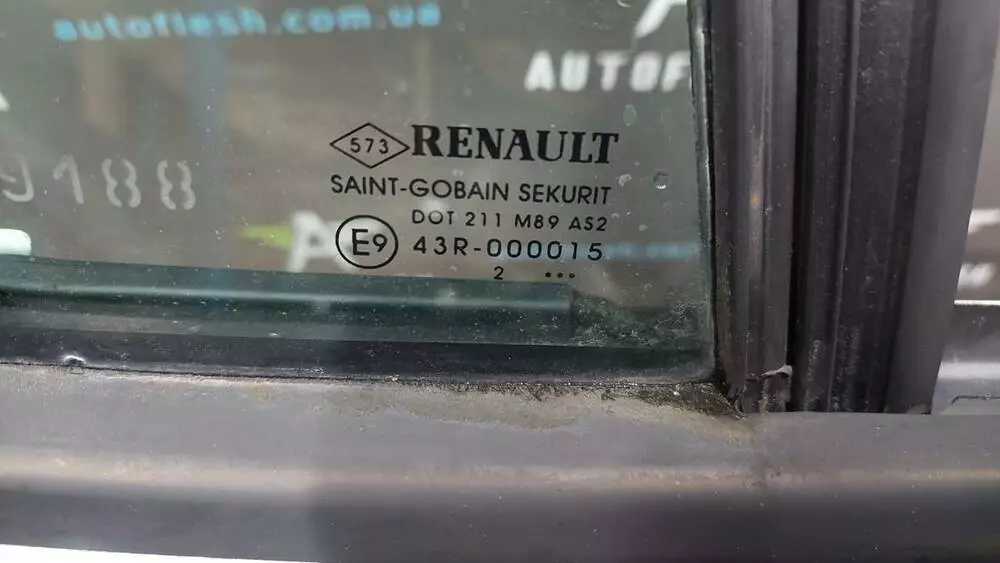 autoflesh.com.ua
AUTOF
9188
573 RENAULT
SAINT-GOBAIN SEKURIT
DOT 211 M89 AS2
E9 43R-000015
2 •••